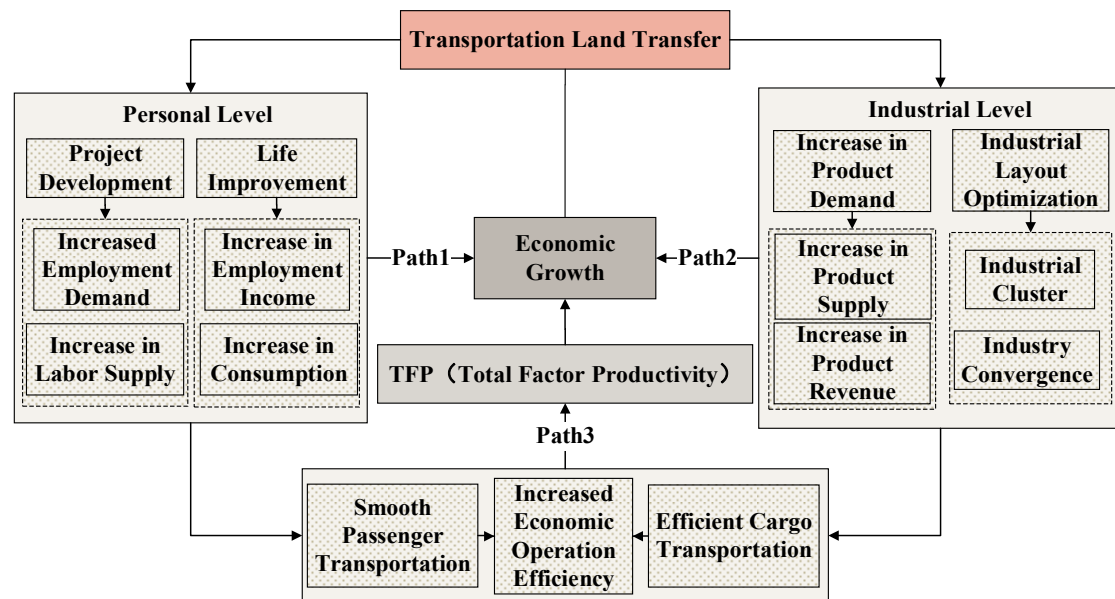 Transportation Land Transfer
Personal Level
Project
Development
Life
Improvement
Increased
Employment
Demand
Increase in
Employment
Income
Increase in
Labor Supply
Increase in
Consumption
Path1
Economic
Growth
Path2
TFP（Total Factor Productivity）
Path3
Industrial Level
Increase in
Product
Demand
Industrial
Layout
Optimization
Increase in
Product
Supply
Industrial
Cluster
Increase in
Product
Revenue
Industry
Convergence
Smooth
Passenger
Transportation
Increased
Economic
Operation
Efficiency
Efficient Cargo
Transportation